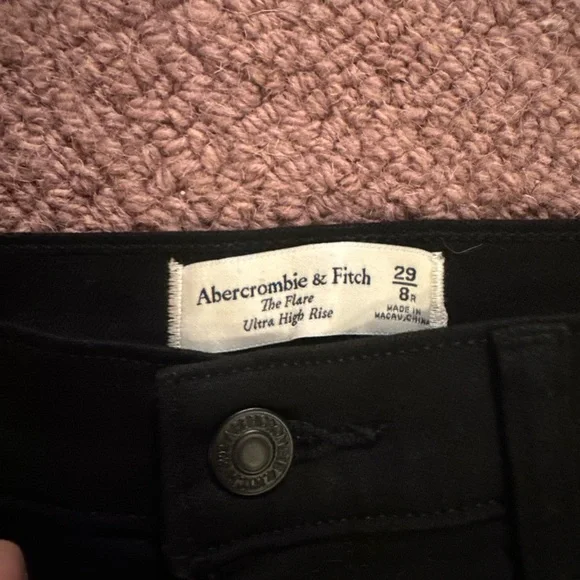 Abercrombie & Fitch
The Flare
Ultra High Rise
29
8R
MADE IN
MACAU, CHINA